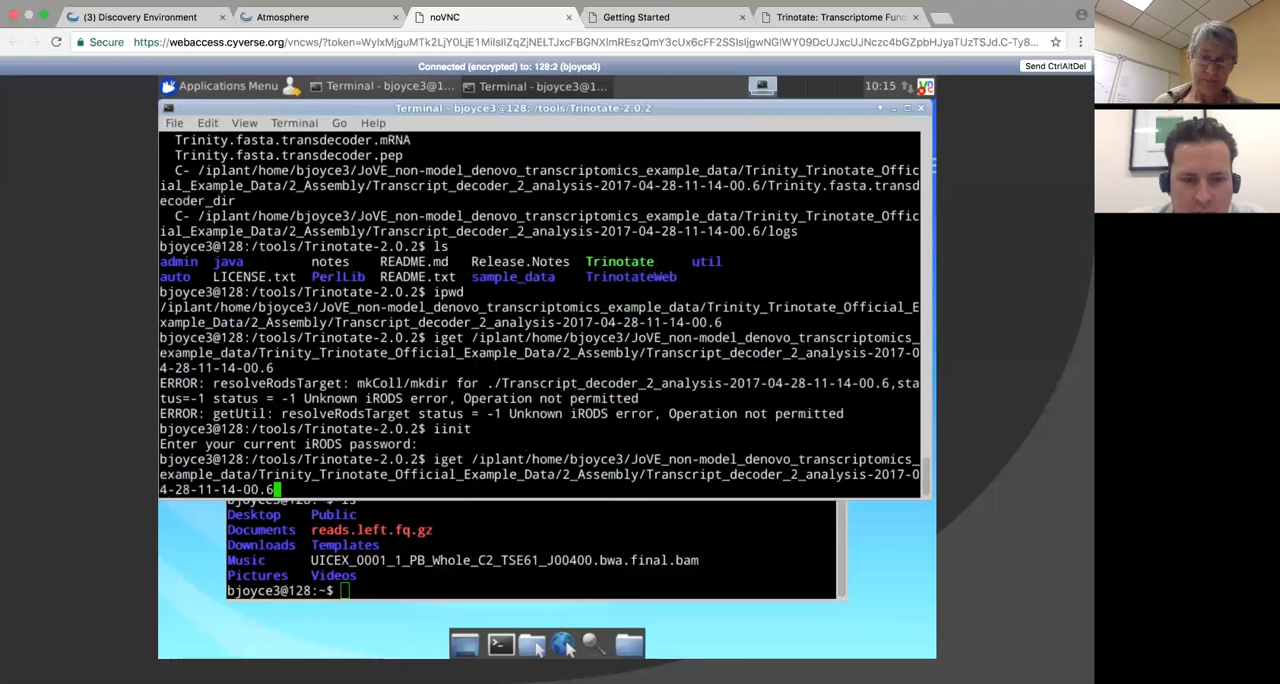 (3) Discovery Environment
Atmosphere
noVNC
Getting Started
Trinotate: Transcriptome Func
Secure
Connected (encrypted) to: 128:2 (bjoyce3)
Send CtrlAltDel
Applications Menu
Terminal - bjoyce3@1...
Terminal - bjoyce3@1...
10:15
Terminal - bjoyce3@128: /tools/Trinotate-2.0.2
File Edit View Terminal Go Help
Trinity.fasta.transdecoder.mRNA
Trinity.fasta.transdecoder.pep
C- /iplant/home/bjoyce3/JoVE_non-model_denovo_transcriptomics_example_data/Trinity_Trinotate_Offic
ial_Example_Data/2_Assembly/Transcript_decoder_2_analysis-2017-04-28-11-14-00.6/Trinity.fasta.transd
ecoder_dir
C- /iplant/home/bjoyce3/JoVE_non-model_denovo_transcriptomics_example_data/Trinity_Trinotate_Offic
ial_Example_Data/2_Assembly/Transcript_decoder_2_analysis-2017-04-28-11-14-00.6/logs
bjoyce3@128:/tools/Trinotate-2.0.2$ ls
admin java notes README.md Release.Notes Trinotate util
auto LICENSE.txt PerlLib README.txt sample_data TrinotateWeb
bjoyce3@128:/tools/Trinotate-2.0.2$ ipwd
/iplant/home/bjoyce3/JoVE_non-model_denovo_transcriptomics_example_data/Trinity_Trinotate_Official_E
xample_Data/2_Assembly/Transcript_decoder_2_analysis-2017-04-28-11-14-00.6
bjoyce3@128:/tools/Trinotate-2.0.2$ iget /iplant/home/bjoyce3/JoVE_non-model_denovo_transcriptomics_
example_data/Trinity_Trinotate_Official_Example_Data/2_Assembly/Transcript_decoder_2_analysis-2017-0
4-28-11-14-00.6
ERROR: resolveRodsTarget: mkColl/mkdir for ./Transcript_decoder_2_analysis-2017-04-28-11-14-00.6,sta
tus=-1 status = -1 Unknown iRODS error, Operation not permitted
ERROR: getUtil: resolveRodsTarget status = -1 Unknown iRODS error, Operation not permitted
bjoyce3@128:/tools/Trinotate-2.0.2$ iinit
Enter your current iRODS password:
bjoyce3@128:/tools/Trinotate-2.0.2$ iget /iplant/home/bjoyce3/JoVE_non-model_denovo_transcriptomics_
example_data/Trinity_Trinotate_Official_Example_Data/2_Assembly/Transcript_decoder_2_analysis-2017-0
4-28-11-14-00.6
bjoyce3@128:~$ ls
Desktop Public
Documents reads.left.fq.gz
Downloads Templates
Music UICEX_0001_1_PB_Whole_C2_TSE61_J00400.bwa.final.bam
Pictures Videos
bjoyce3@128:~$